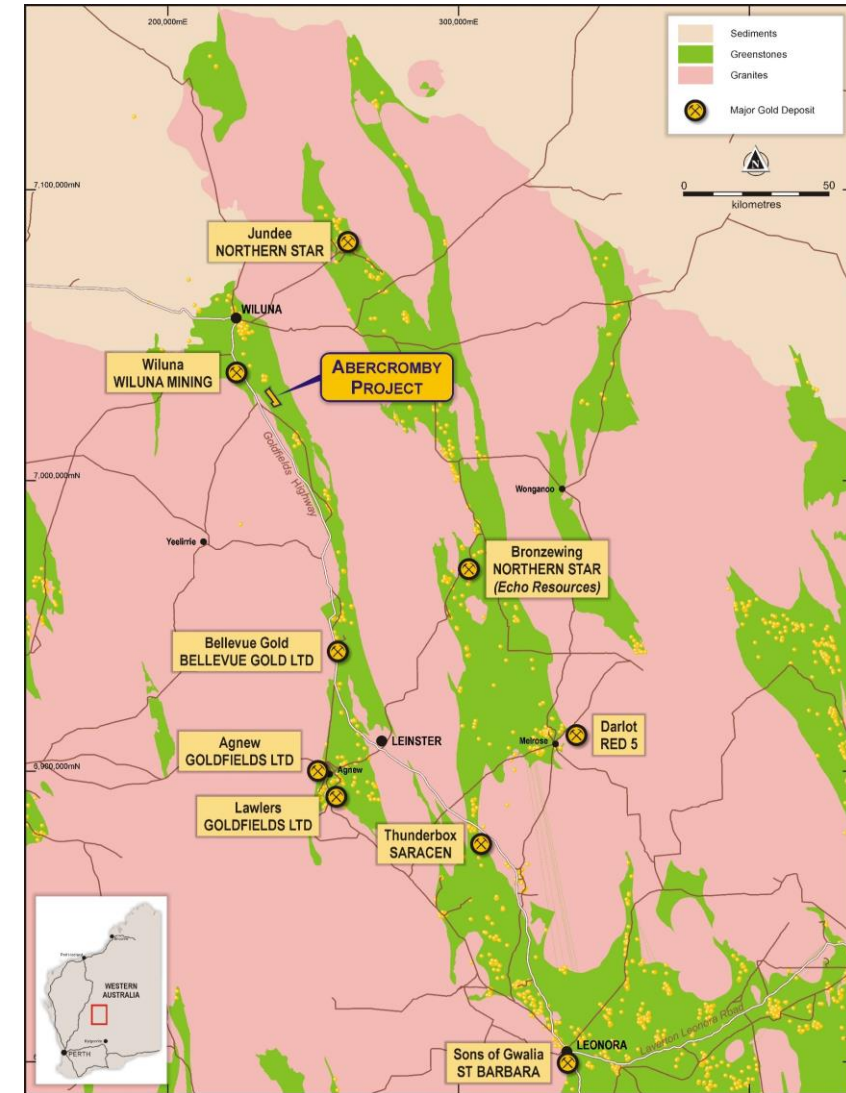 200,000mE
300,000mE
Sediments
Greenstones
Granites
Major Gold Deposit
N
0 50
kilometres
7,100,000mN
Jundee
NORTHERN STAR
WILUNA
Wiluna
WILUNA MINING
ABERCROMBY
PROJECT
Goldfields Highway
7,000,000mN
Wonganoo
Yeelirrie
Bronzewing
NORTHERN STAR
(Echo Resources)
Bellevue Gold
BELLEVUE GOLD LTD
LEINSTER
Darlot
RED 5
Melrose
Agnew
GOLDFIELDS LTD
Agnew
Lawlers
GOLDFIELDS LTD
Thunderbox
SARACEN
WESTERN
AUSTRALIA
PERTH
Laverton Leonora Road
LEONORA
Sons of Gwalia
ST BARBARA